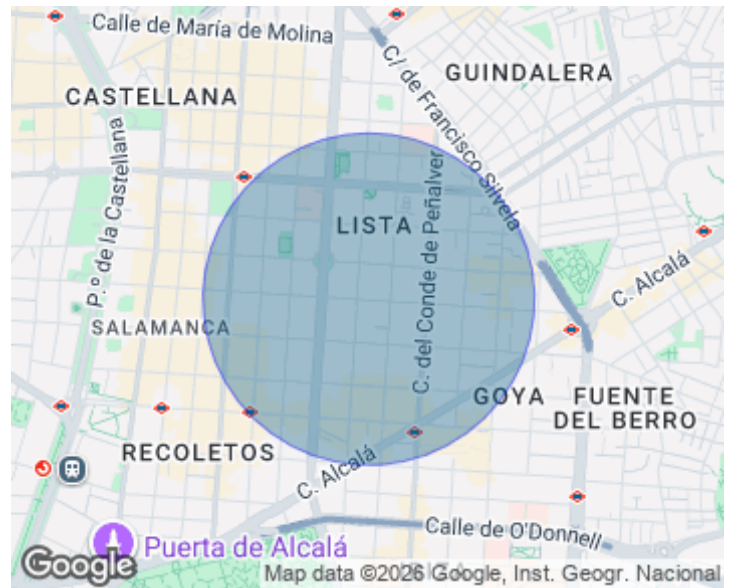 Calle de María de Molina
GUINDALERA
CASTELLANA
C/ de Francisco Silvela
P.º de la Castellana
LISTA
C. del Conde de Peñalver
C. Alcalá
SALAMANCA
GOYA
FUENTE
DEL BERRO
RECOLETOS
C. Alcalá
Calle de O'Donnell
Puerta de Alcalá
Google
Map data ©2026 Google, Inst. Geogr. Nacional